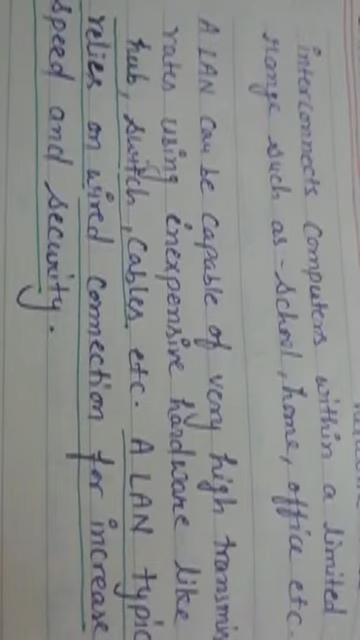 interconnects computers within a limited
range such as - school, home, office etc
A LAN can be capable of very high transmis
rates using inexpensive hardware like
hub, switch, cables etc. A LAN typic
relies on wired connection for increase
speed and security.